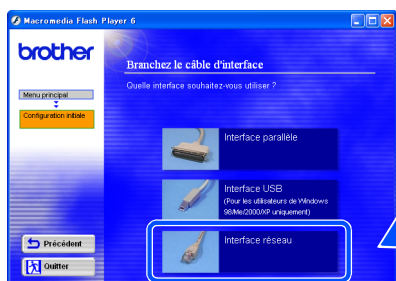 Macromedia Flash Player 6
brother
Branchez le câble d'interface
Quelle interface souhaitez-vous utiliser ?
Menu principal
Configuration initiale
Interface parallèle
Interface USB
(Pour les utilisateurs de Windows
98/Me/2000/XP uniquement)
Interface réseau
Précédent
Quitter